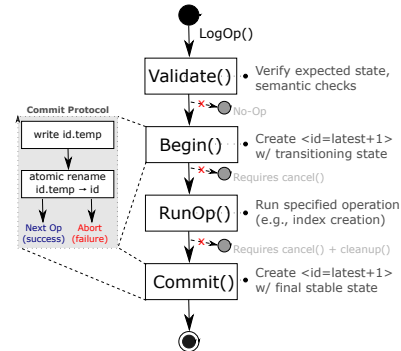 LogOp()
Validate()
Verify expected state,
semantic checks
No-Op
Commit Protocol
write id.temp
atomic rename
id.temp → id
Next Op
(success)
Abort
(failure)
Begin()
Create <id=latest+1>
w/ transitioning state
Requires cancel()
RunOp()
Run specified operation
(e.g., index creation)
Requires cancel() + cleanup()
Commit()
Create <id=latest+1>
w/ final stable state